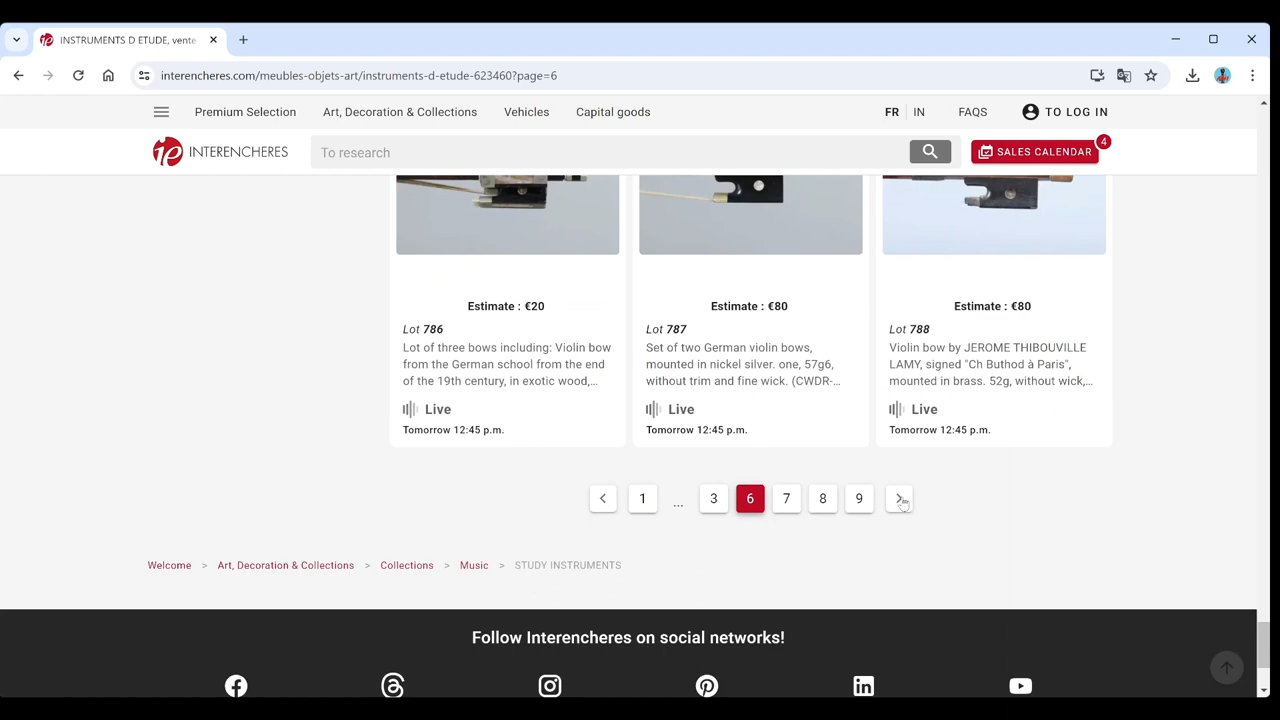 INSTRUMENTS D ETUDE, vente
interencheres.com/meubles-objets-art/instruments-d-etude-623460?page=6
Premium Selection Art, Decoration & Collections Vehicles Capital goods FR IN FAQS TO LOG IN
INTERENCHERES To research SALES CALENDAR 4
Estimate : €20
Lot 786
Lot of three bows including: Violin bow
from the German school from the end
of the 19th century, in exotic wood,...
Live
Tomorrow 12:45 p.m.
Estimate : €80
Lot 787
Set of two German violin bows,
mounted in nickel silver. one, 57g6,
without trim and fine wick. (CWDR-...
Live
Tomorrow 12:45 p.m.
Estimate : €80
Lot 788
Violin bow by JEROME THIBOUVILLE
LAMY, signed "Ch Buthod à Paris",
mounted in brass. 52g, without wick,...
Live
Tomorrow 12:45 p.m.
< 1 ... 3 6 7 8 9 >
Welcome > Art, Decoration & Collections > Collections > Music > STUDY INSTRUMENTS
Follow Interencheres on social networks!